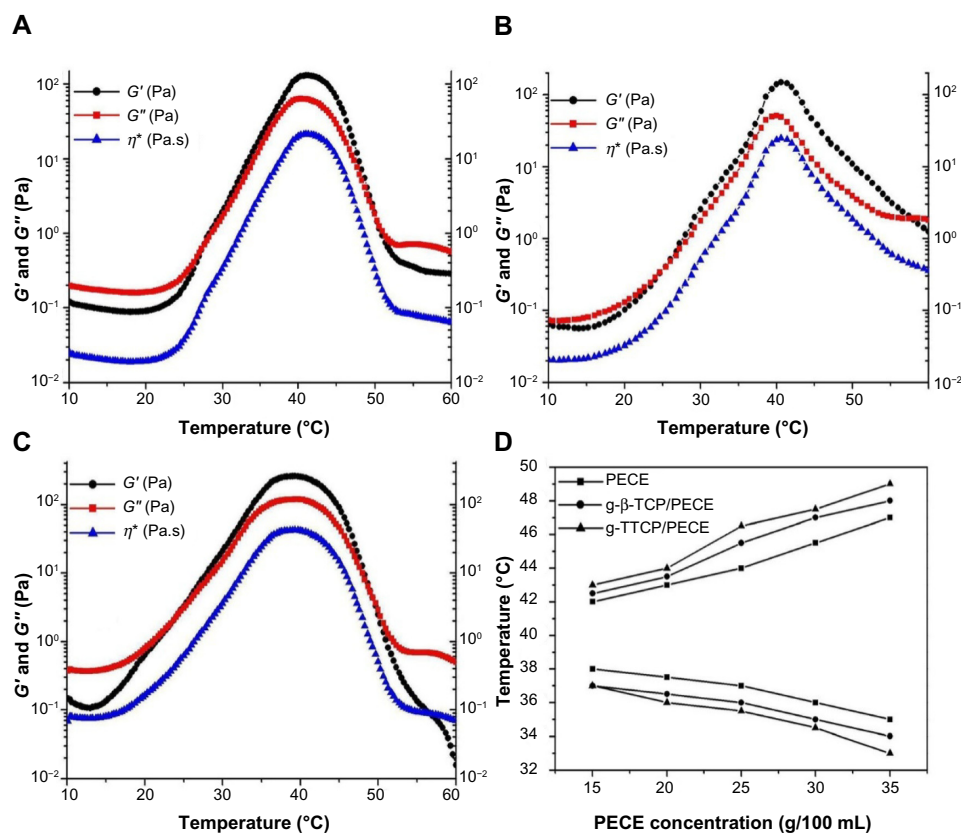 A
G′ (Pa)
G″ (Pa)
η* (Pa.s)
G′ and G″ (Pa)
10²
10¹
10⁰
10⁻¹
10⁻²
10²
10¹
10⁰
10⁻¹
10⁻²
10 20 30 40 50 60
Temperature (°C)
B
G′ (Pa)
G″ (Pa)
η* (Pa.s)
G′ and G″ (Pa)
10²
10¹
10⁰
10⁻¹
10⁻²
10²
10¹
10⁰
10⁻¹
10⁻²
10 20 30 40 50
Temperature (°C)
C
G′ (Pa)
G″ (Pa)
η* (Pa.s)
G′ and G″ (Pa)
10²
10¹
10⁰
10⁻¹
10⁻²
10²
10¹
10⁰
10⁻¹
10⁻²
10 20 30 40 50 60
Temperature (°C)
D
PECE
g-β-TCP/PECE
g-TTCP/PECE
Temperature (°C)
50
48
46
44
42
40
38
36
34
32
15 20 25 30 35
PECE concentration (g/100 mL)